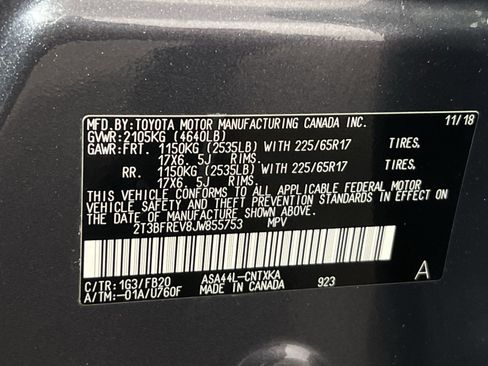 MFD.BY:TOYOTA MOTOR MANUFACTURING CANADA INC. 11/18
GVWR:2105KG (4640LB)
GAWR:FRT. 1150KG (2535LB) WITH 225/65R17 TIRES.
17X6.5J RIMS.
RR. 1150KG (2535LB) WITH 225/65R17 TIRES.
17X6.5J RIMS.
THIS VEHICLE CONFORMS TO ALL APPLICABLE FEDERAL MOTOR
VEHICLE SAFETY AND THEFT PREVENTION STANDARDS IN EFFECT
ON THE DATE OF MANUFACTURE SHOWN ABOVE.
2T3BFREV8JW855753 MPV
C/TR:1G3/FB20 ASA44L-CNTXKA
A/TM:-01A/U760F MADE IN CANADA 923 A